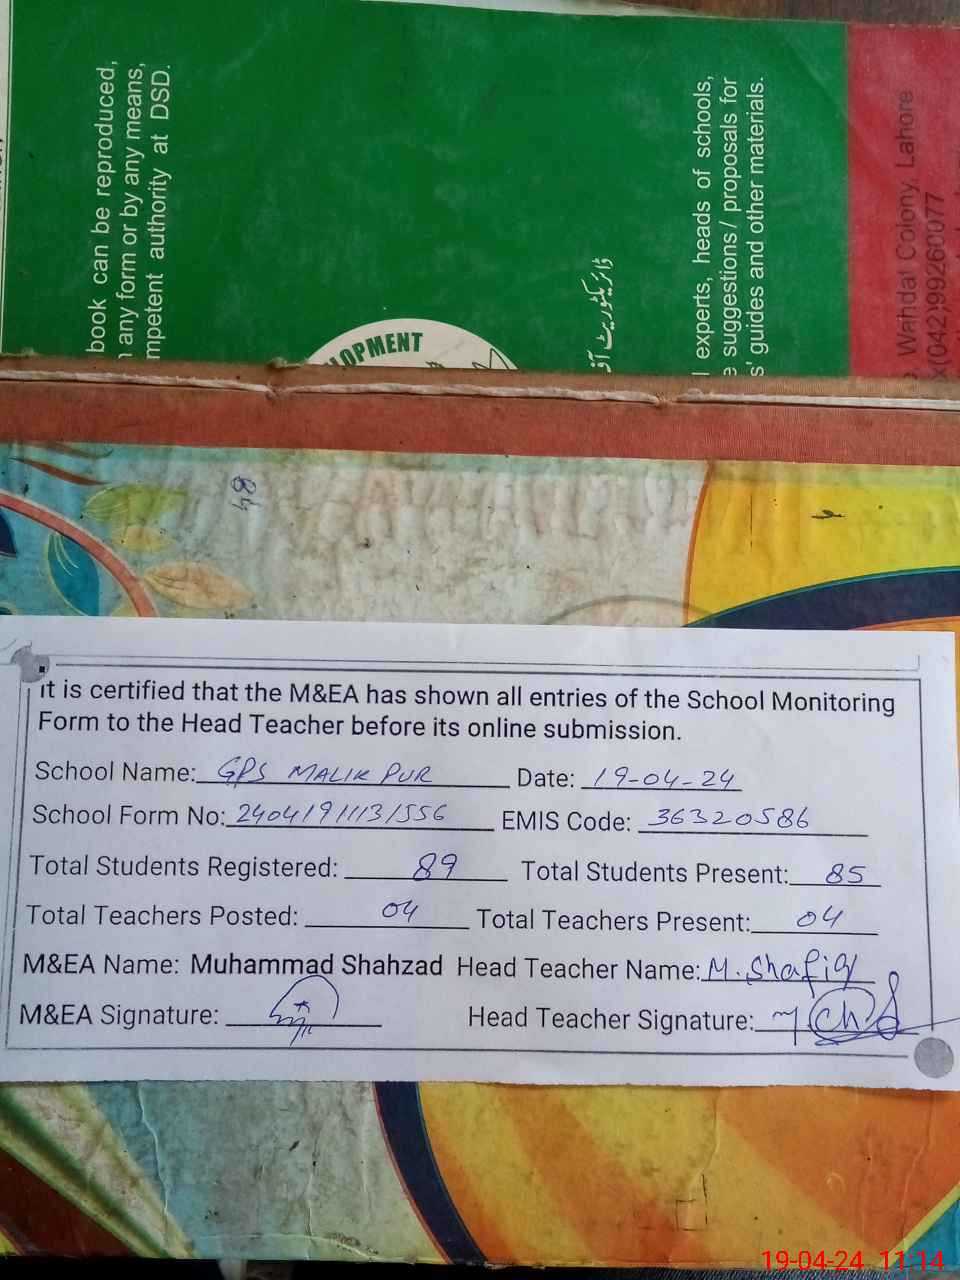 book can be reproduced,
any form or by any means,
mpetent authority at DSD.
LOPMENT
ڈائریکٹوریٹ آف
experts, heads of schools,
e suggestions / proposals for
s' guides and other materials.
Wahdat Colony, Lahore
x(042)99260077
84
it is certified that the M&EA has shown all entries of the School Monitoring
Form to the Head Teacher before its online submission.
School Name: GPS MALIK PUR Date: 19-04-24
School Form No: 24041911131556 EMIS Code: 36320586
Total Students Registered: 89 Total Students Present: 85
Total Teachers Posted: 04 Total Teachers Present: 04
M&EA Name: Muhammad Shahzad Head Teacher Name: M. Shafiq
M&EA Signature: Head Teacher Signature:
19-04-24 11:14